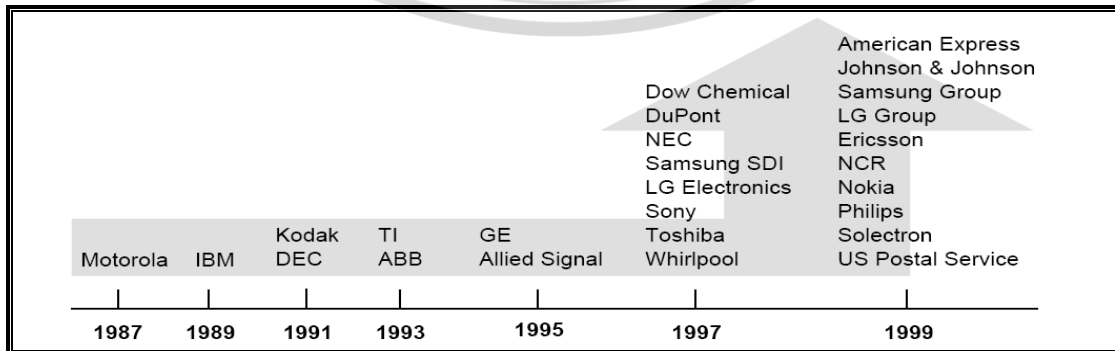 American Express
Johnson & Johnson
Dow Chemical
Samsung Group
DuPont
LG Group
NEC
Ericsson
Samsung SDI
NCR
LG Electronics
Nokia
Sony
Philips
Kodak
TI
GE
Toshiba
Solectron
Motorola
IBM
DEC
ABB
Allied Signal
Whirlpool
US Postal Service
1987
1989
1991
1993
1995
1997
1999